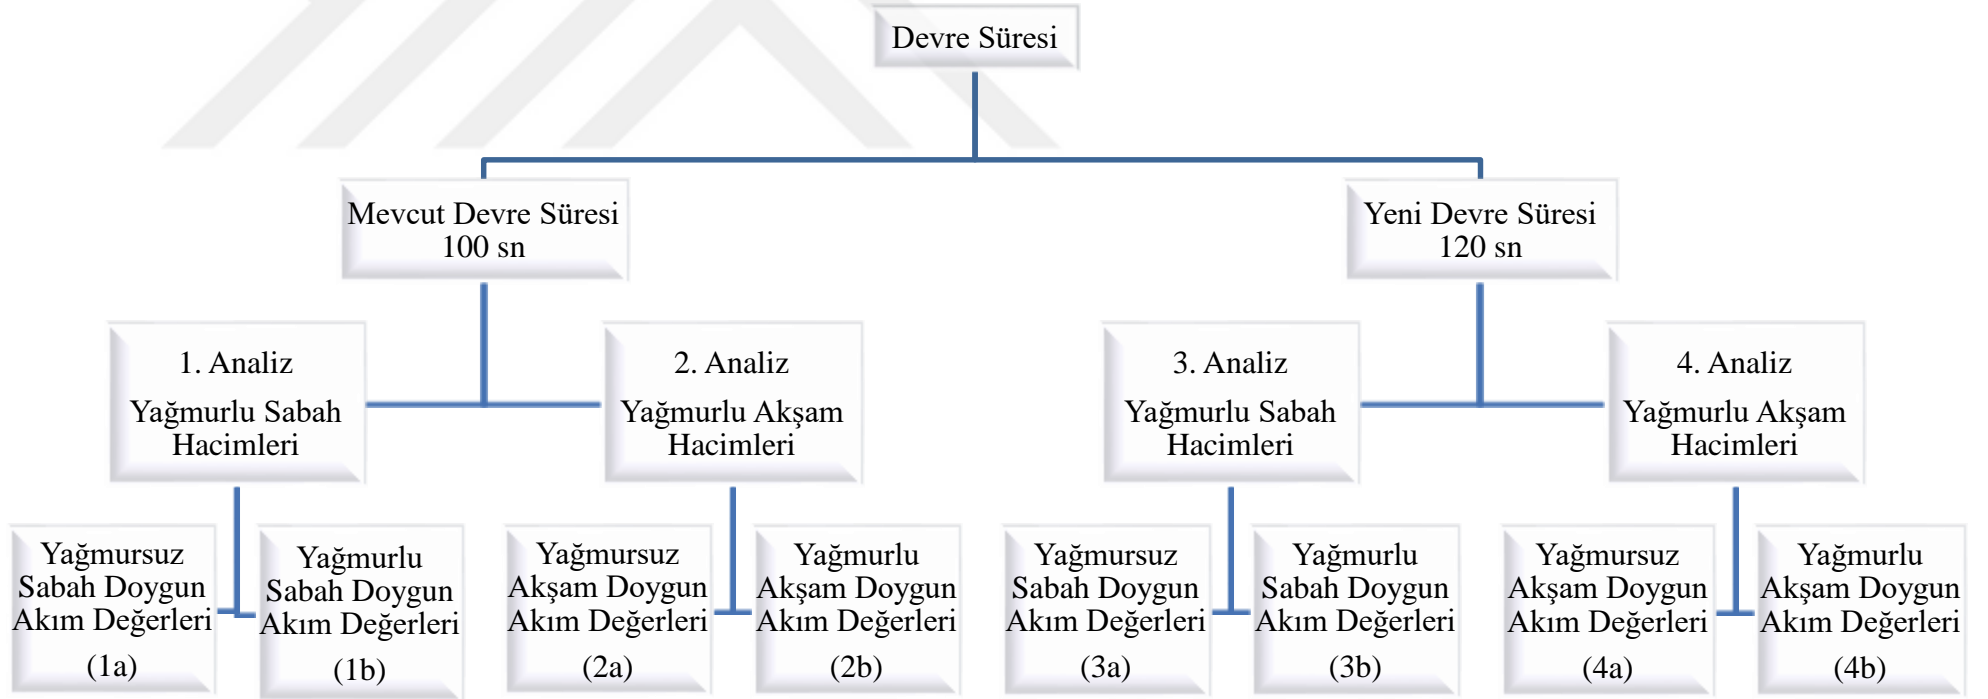 Devre Süresi
Mevcut Devre Süresi
100 sn
Yeni Devre Süresi
120 sn
1. Analiz
Yağmurlu Sabah
Hacimleri
2. Analiz
Yağmurlu Akşam
Hacimleri
3. Analiz
Yağmurlu Sabah
Hacimleri
4. Analiz
Yağmurlu Akşam
Hacimleri
Yağmursuz
Sabah Doygun
Akım Değerleri
(1a)
Yağmurlu
Sabah Doygun
Akım Değerleri
(1b)
Yağmursuz
Akşam Doygun
Akım Değerleri
(2a)
Yağmurlu
Akşam Doygun
Akım Değerleri
(2b)
Yağmursuz
Sabah Doygun
Akım Değerleri
(3a)
Yağmurlu
Sabah Doygun
Akım Değerleri
(3b)
Yağmursuz
Akşam Doygun
Akım Değerleri
(4a)
Yağmurlu
Akşam Doygun
Akım Değerleri
(4b)